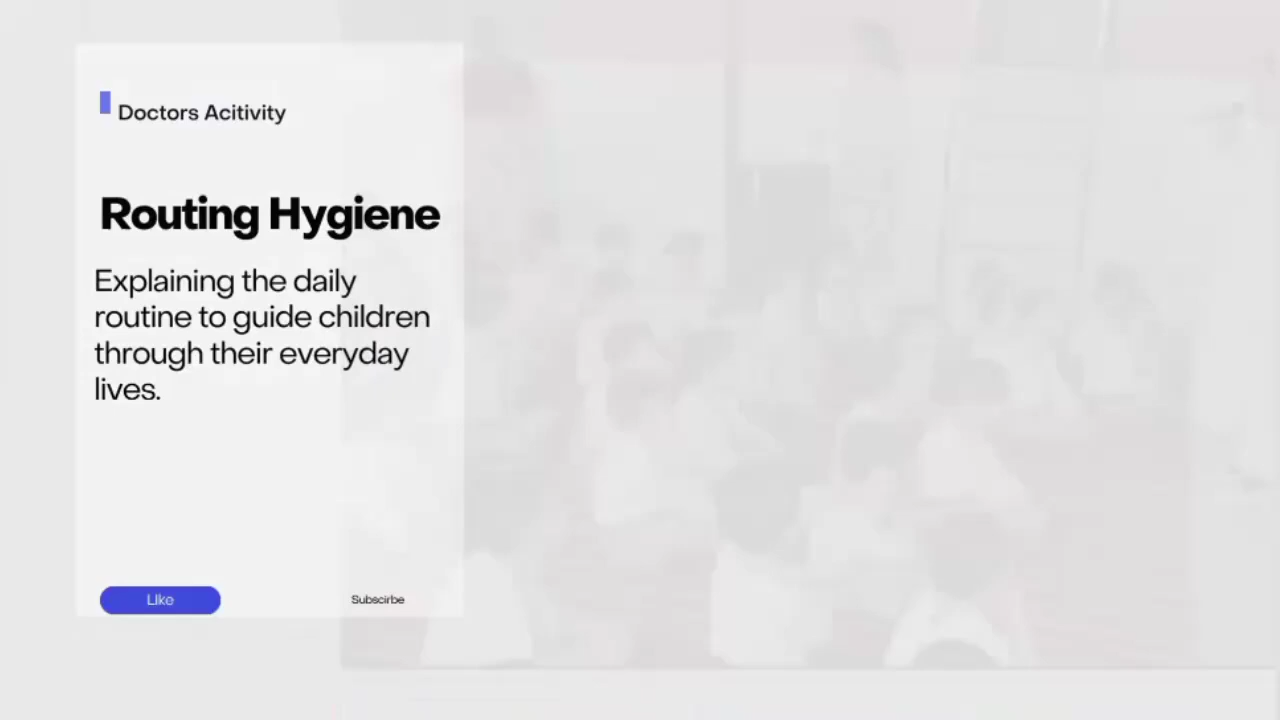 Doctors Acitivity
Routing Hygiene
Explaining the daily
routine to guide children
through their everyday
lives.
Like
Subscirbe